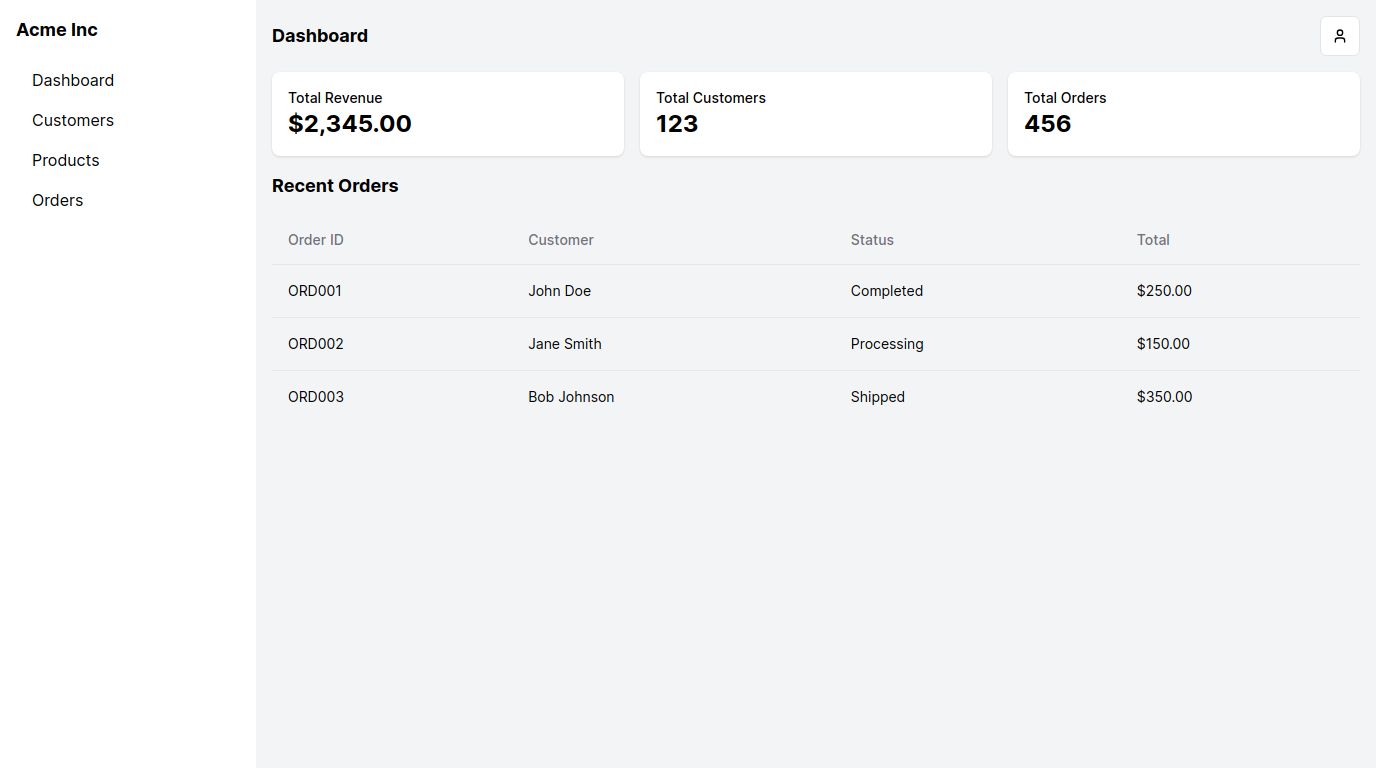 Acme Inc
Dashboard
Customers
Products
Orders
Dashboard
Total Revenue
$2,345.00
Total Customers
123
Total Orders
456
Recent Orders
Order ID Customer Status Total
ORD001 John Doe Completed $250.00
ORD002 Jane Smith Processing $150.00
ORD003 Bob Johnson Shipped $350.00